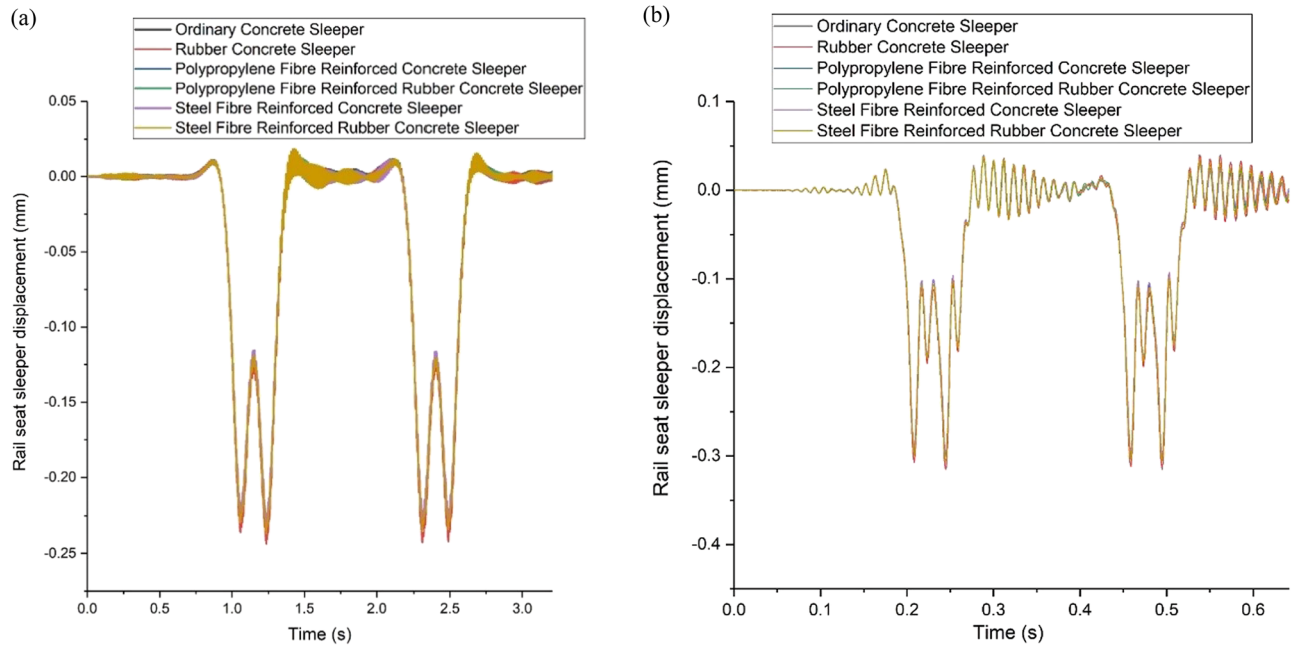 (a)
Ordinary Concrete Sleeper
Rubber Concrete Sleeper
Polypropylene Fibre Reinforced Concrete Sleeper
Polypropylene Fibre Reinforced Rubber Concrete Sleeper
Steel Fibre Reinforced Concrete Sleeper
Steel Fibre Reinforced Rubber Concrete Sleeper
0.05
0.00
-0.05
-0.10
-0.15
-0.20
-0.25
Rail seat sleeper displacement (mm)
0.0
1.0
1.5
2.0
2.5
3.0
Time (s)
(b)
Ordinary Concrete Sleeper
Rubber Concrete Sleeper
Polypropylene Fibre Reinforced Concrete Sleeper
Polypropylene Fibre Reinforced Rubber Concrete Sleeper
Steel Fibre Reinforced Concrete Sleeper
Steel Fibre Reinforced Rubber Concrete Sleeper
0.1
0.0
-0.1
-0.2
-0.3
-0.4
Rail seat sleeper displacement (mm)
0.0
0.1
0.2
0.3
0.4
0.5
0.6
Time (s)